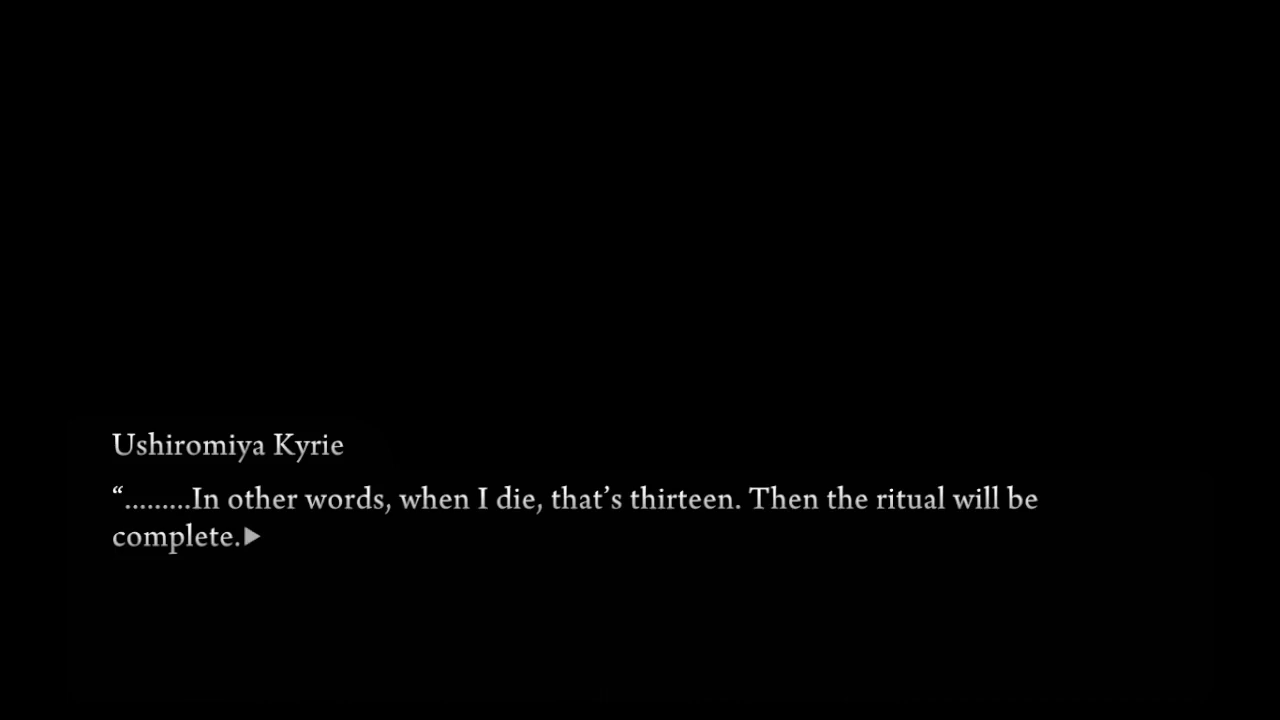 Ushiromiya Kyrie
“.........In other words, when I die, that’s thirteen. Then the ritual will be
complete.